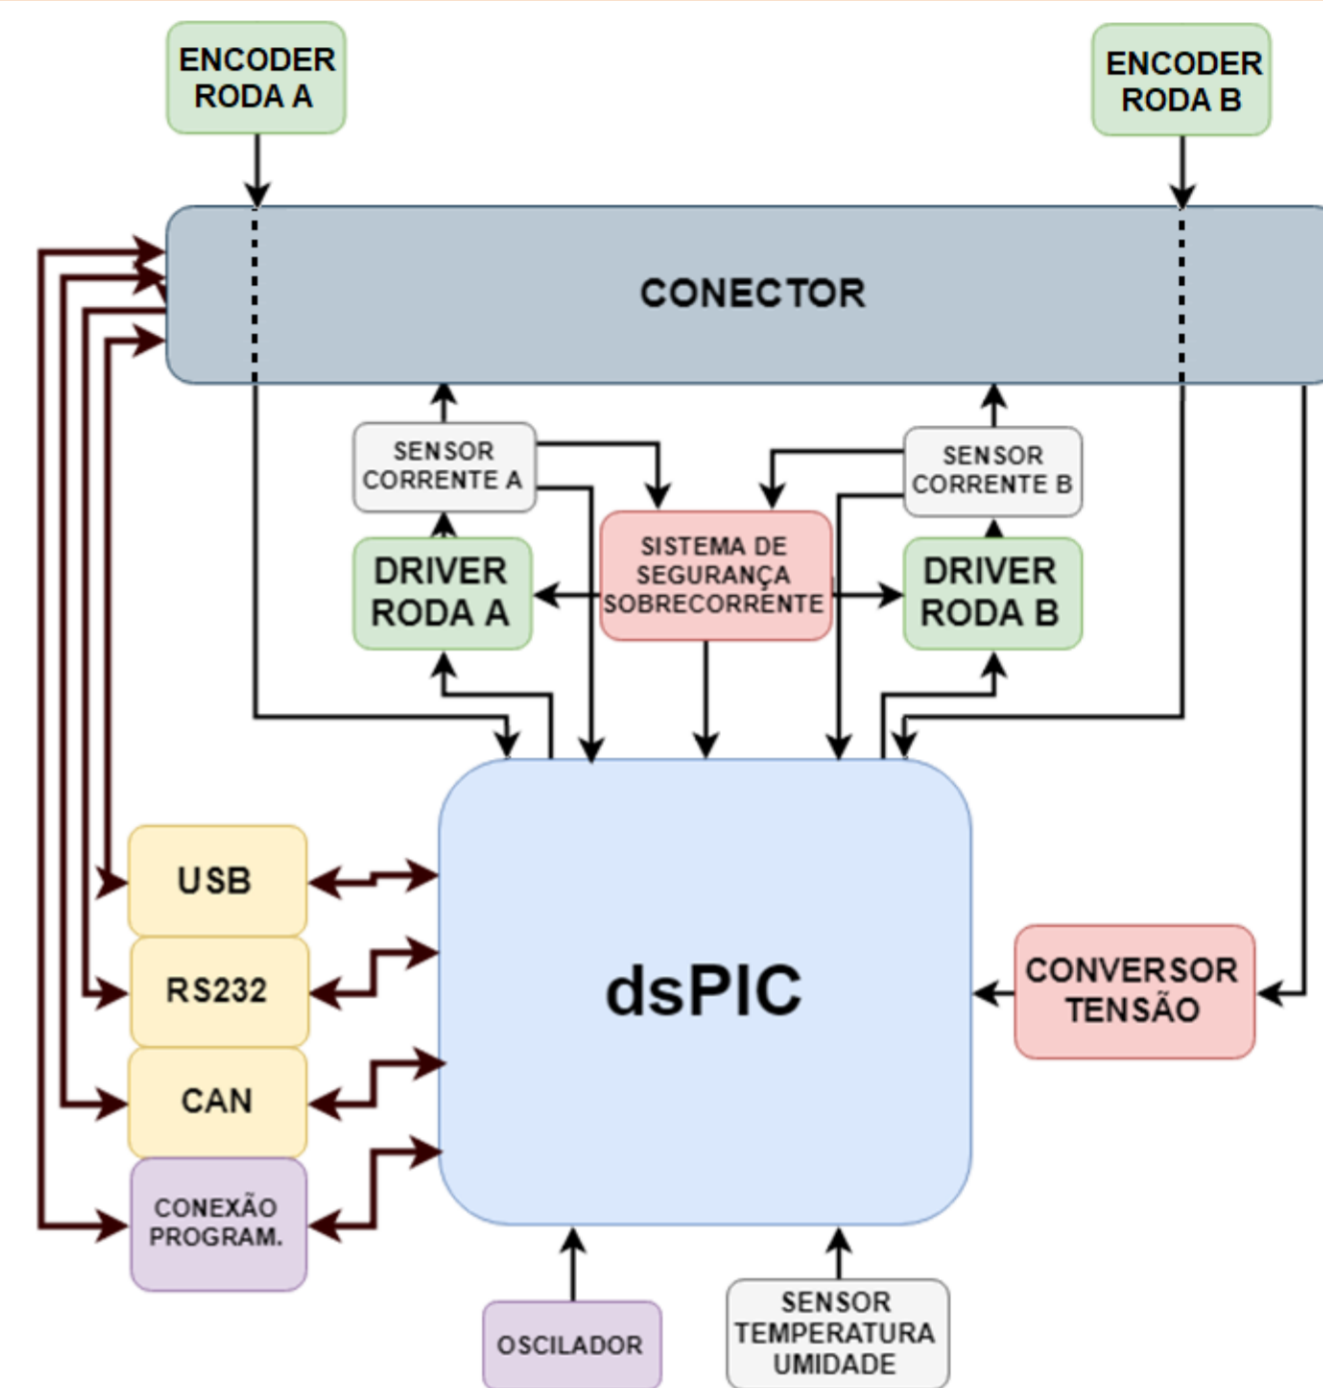 ENCODER
RODA A
ENCODER
RODA B
CONECTOR
SENSOR
CORRENTE A
SENSOR
CORRENTE B
SISTEMA DE
SEGURANÇA
SOBRECORRENTE
DRIVER
RODA A
DRIVER
RODA B
USB
RS232
CAN
CONEXÃO
PROGRAM.
dsPIC
CONVERSOR
TENSÃO
OSCILADOR
SENSOR
TEMPERATURA
UMIDADE